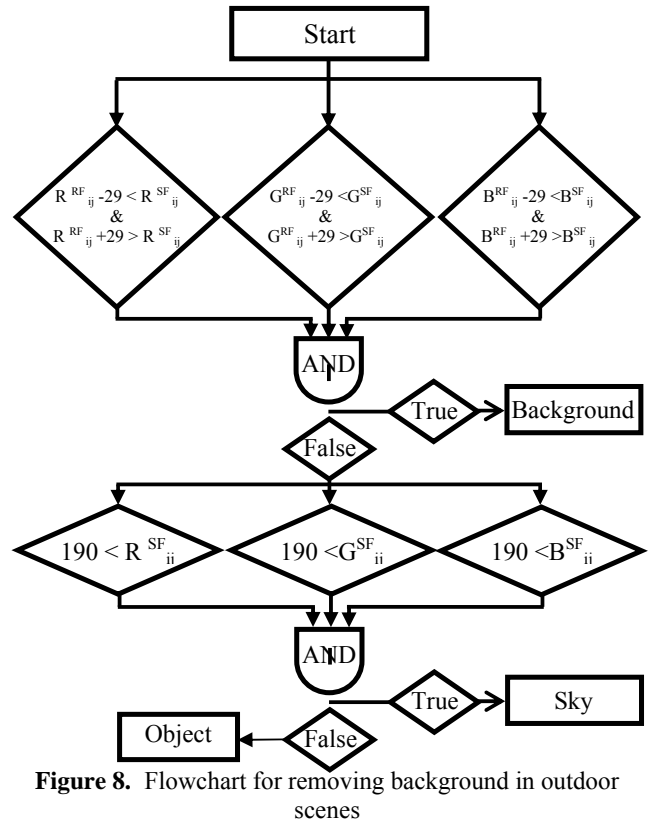 Start
R ᴿᶠ ᵢⱼ -29 < R ˢᶠ ᵢⱼ
&
R ᴿᶠ ᵢⱼ +29 > R ˢᶠ ᵢⱼ
Gᴿᶠ ᵢⱼ -29 <Gˢᶠ ᵢⱼ
&
Gᴿᶠ ᵢⱼ +29 >Gˢᶠ ᵢⱼ
Bᴿᶠ ᵢⱼ -29 <Bˢᶠ ᵢⱼ
&
Bᴿᶠ ᵢⱼ +29 >Bˢᶠ ᵢⱼ
AND
True
Background
False
190 < R ˢᶠ ᵢᵢ
190 <Gˢᶠ ᵢᵢ
190 <Bˢᶠ ᵢᵢ
AND
True
Sky
Object
False
Figure 8. Flowchart for removing background in outdoor
scenes